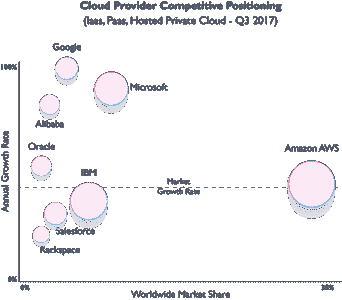 Cloud Provider Competitive Positioning
(Iaas, Paas, Hosted Private Cloud - Q3 2017)
Google
100%
Microsoft
Alibaba
Oracle
Amazon AWS
IBM
Market
Growth Rate
Annual Growth Rate
Salesforce
Rackspace
0%
0%
Worldwide Market Share